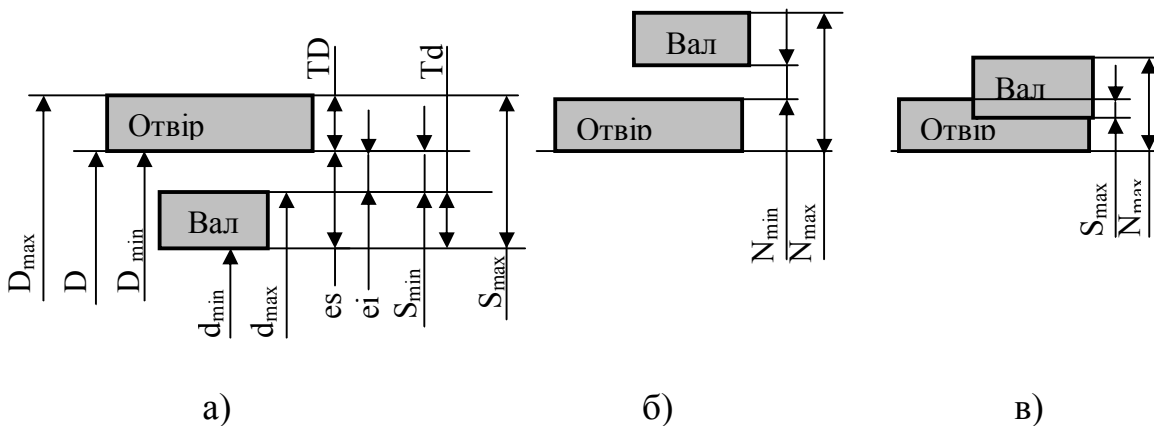 TD
Td
Отвір
Вал
D_max
D
D_min
d_min
d_max
es
ei
S_min
S_max
Вал
Отвір
N_min
N_max
Вал
Отвір
S_max
N_max
а)
б)
в)